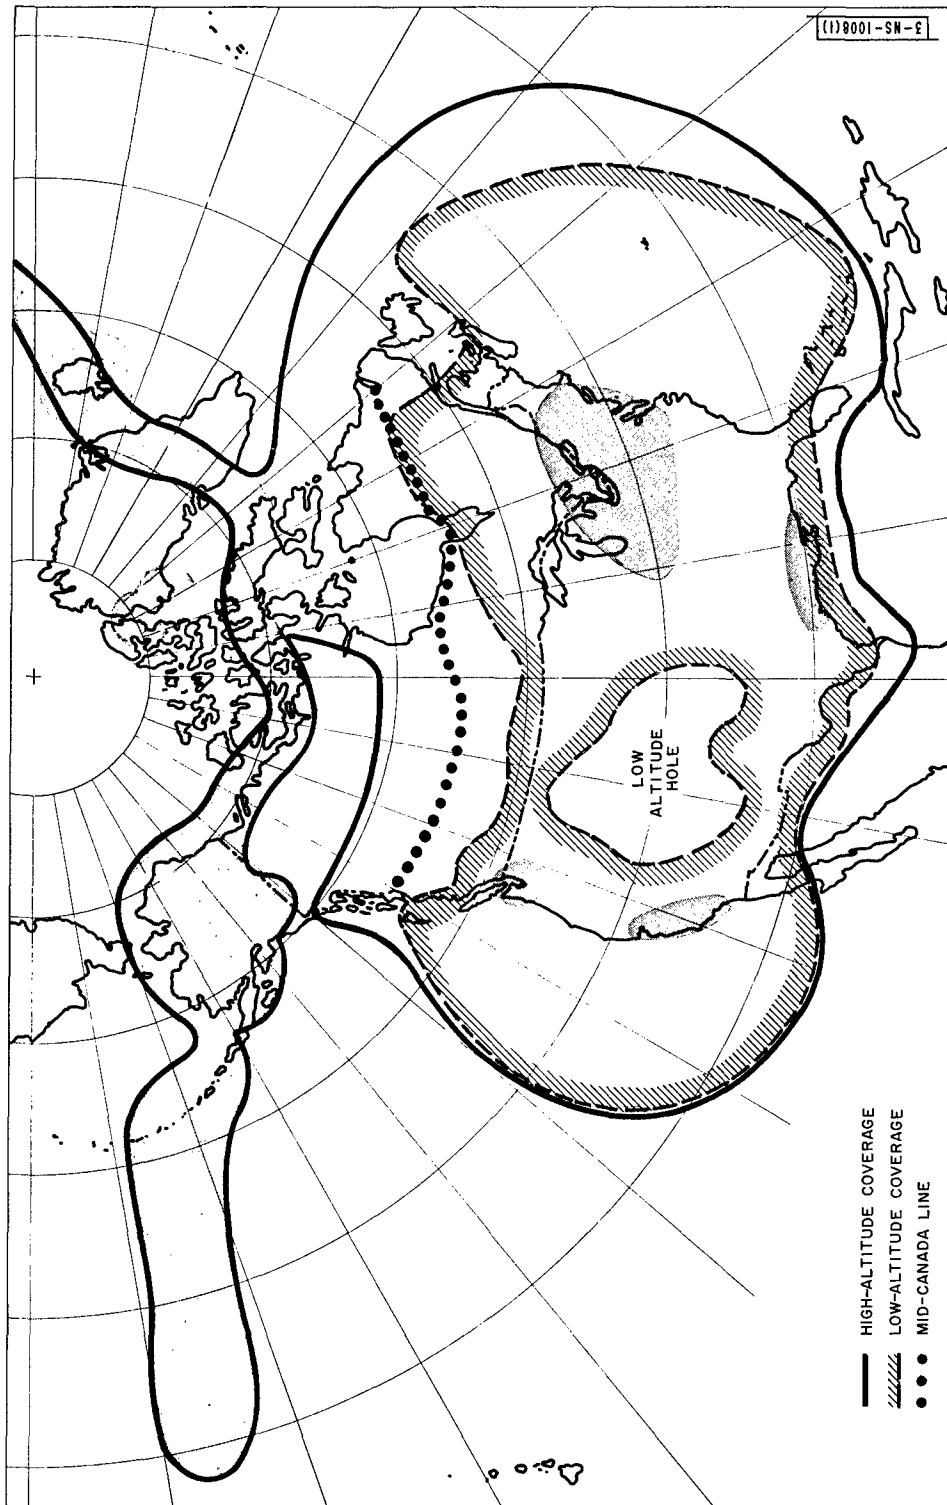 3-NS-1008(1)
LOW
ALTITUDE
HOLE
HIGH-ALTITUDE COVERAGE
LOW-ALTITUDE COVERAGE
MID-CANADA LINE